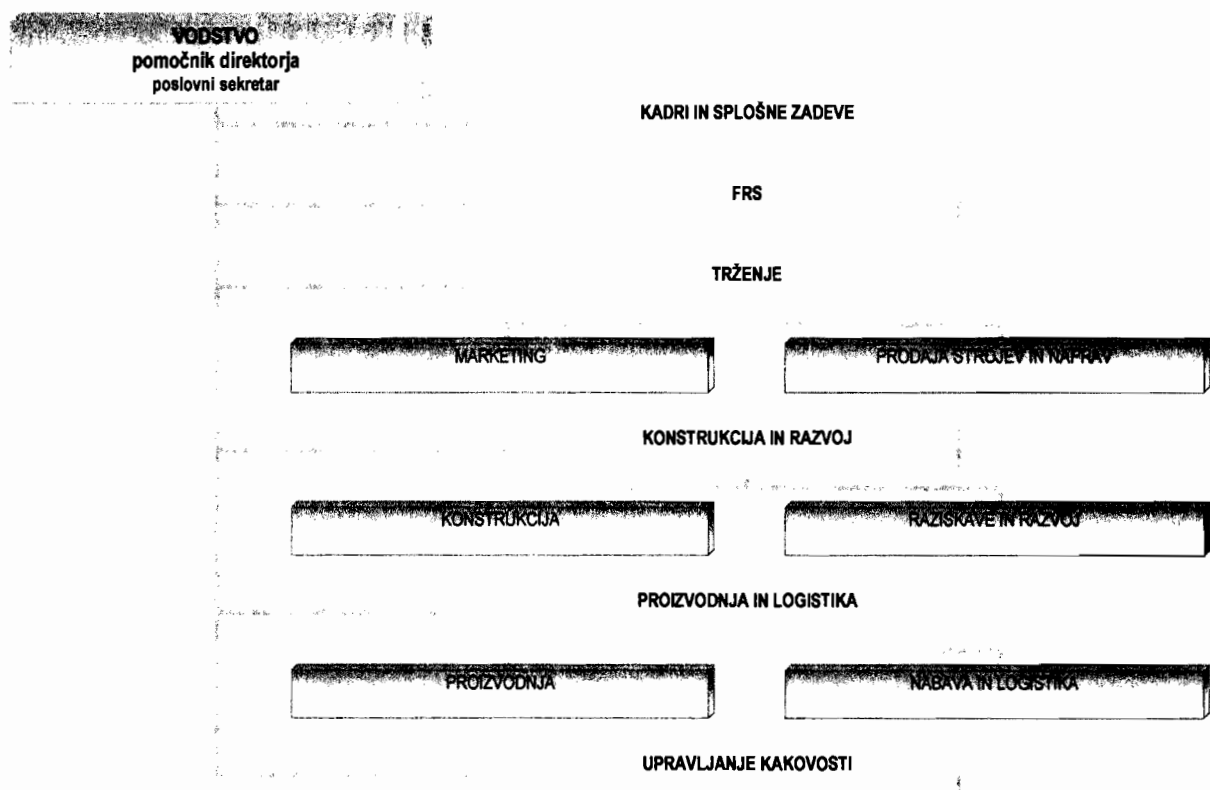 VODSTVO
pomočnik direktorja
poslovni sekretar
KADRI IN SPLOŠNE ZADEVE
FRS
TRŽENJE
MARKETING
PRODAJA STROJEV IN NAPRAV
KONSTRUKCIJA IN RAZVOJ
KONSTRUKCIJA
RAZISKAVE IN RAZVOJ
PROIZVODNJA IN LOGISTIKA
PROIZVODNJA
NABAVA IN LOGISTIKA
UPRAVLJANJE KAKOVOSTI